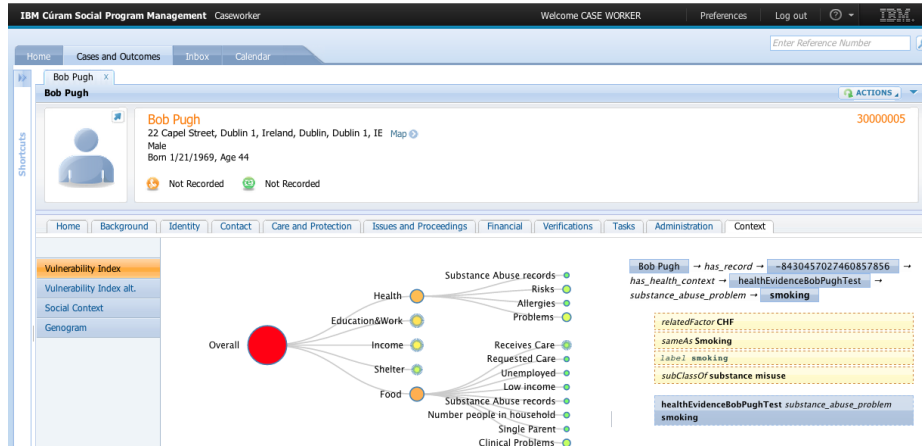 IBM Cúram Social Program Management Caseworker Welcome CASE WORKER Preferences Log out IBM
Enter Reference Number
Home Cases and Outcomes Inbox Calendar
Bob Pugh x
Bob Pugh ACTIONS
Shortcuts
Bob Pugh 30000005
22 Capel Street, Dublin 1, Ireland, Dublin, Dublin 1, IE Map
Male
Born 1/21/1969, Age 44
Not Recorded Not Recorded
Home Background Identity Contact Care and Protection Issues and Proceedings Financial Verifications Tasks Administration Context
Vulnerability Index
Vulnerability Index alt.
Social Context
Genogram
Overall
Health
Education&Work
Income
Shelter
Food
Substance Abuse records
Risks
Allergies
Problems
Receives Care
Requested Care
Unemployed
Low income
Substance Abuse records
Number people in household
Single Parent
Clinical Problems
Bob Pugh → has_record → -8430457027460857856 →
has_health_context → healthEvidenceBobPughTest →
substance_abuse_problem → smoking
relatedFactor CHF
sameAs Smoking
label smoking
subClassOf substance misuse
healthEvidenceBobPughTest substance_abuse_problem
smoking